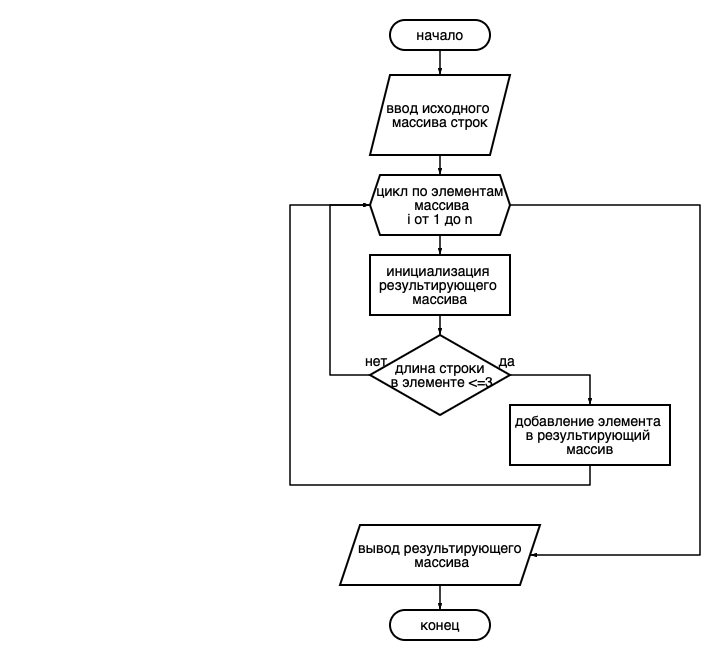 начало
ввод исходного
массива строк
цикл по элементам
массива
i от 1 до n
инициализация
результирующего
массива
нет
да
длина строки
в элементе <=3
добавление элемента
в результирующий
массив
вывод результирующего
массива
конец